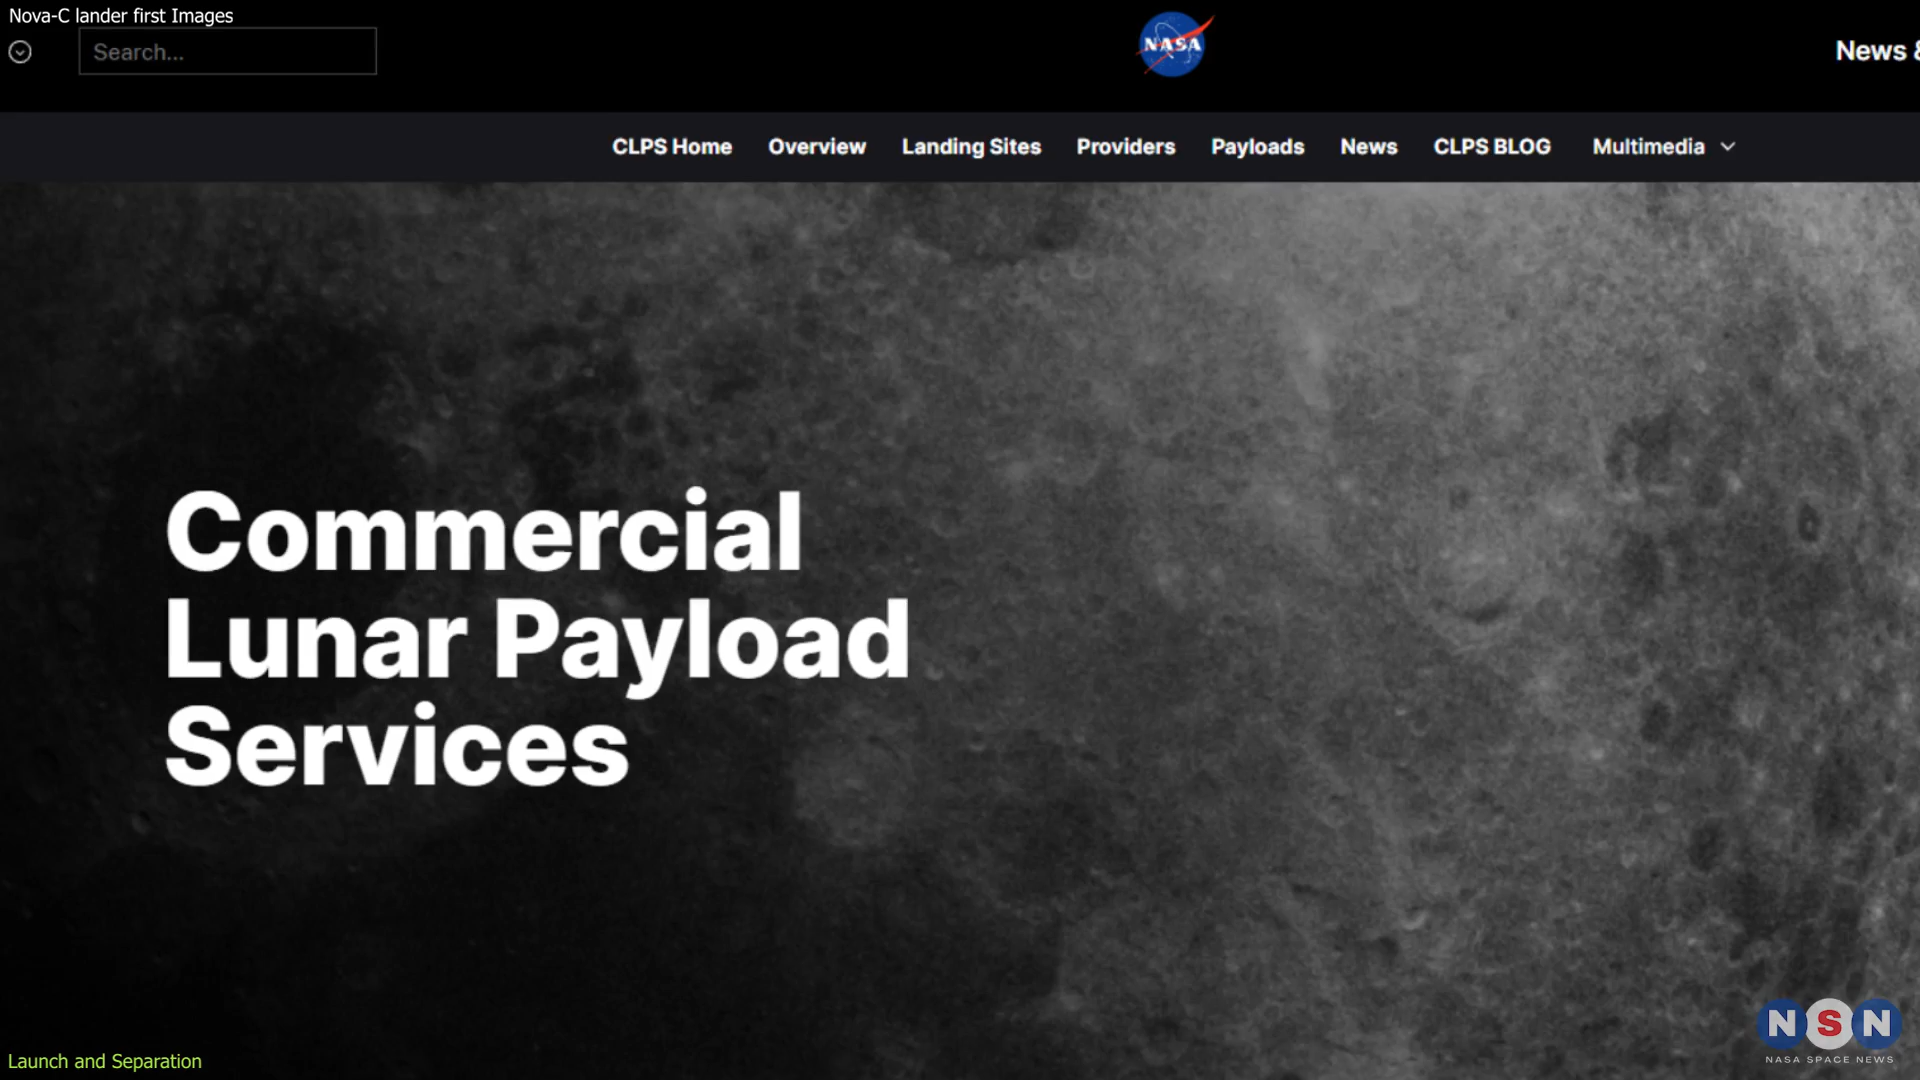 Nova-C lander first Images
Search...
NASA
News &
CLPS Home Overview Landing Sites Providers Payloads News CLPS BLOG Multimedia
Commercial
Lunar Payload
Services
NSN
NASA SPACE NEWS
Launch and Separation